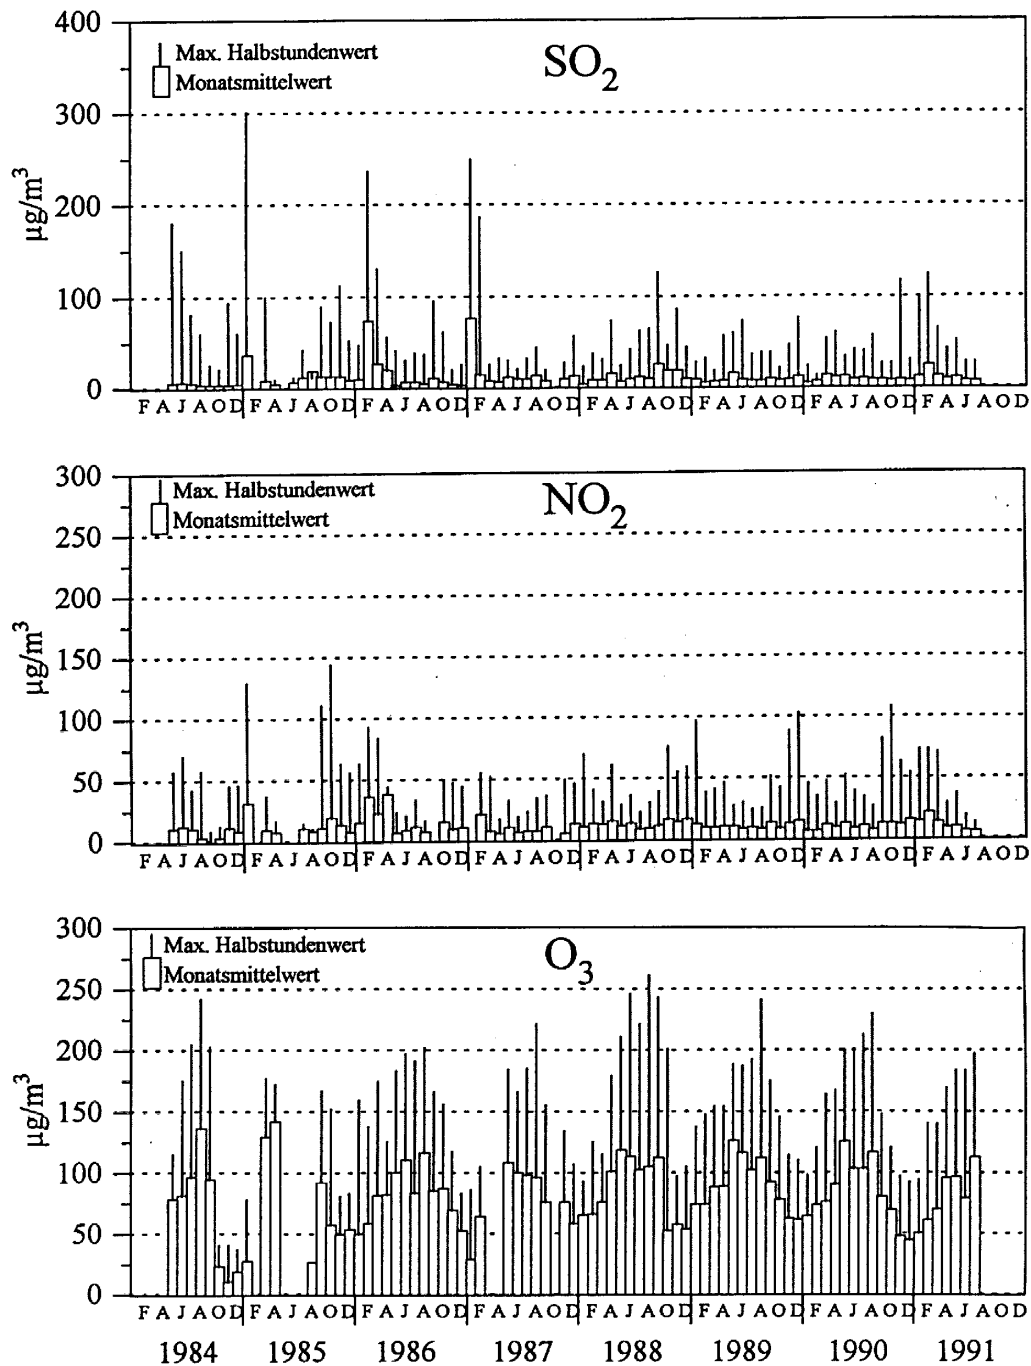 400
300
200
100
0
µg/m³
Max. Halbstundenwert
Monatsmittelwert
SO₂
F A J A O D F A J A O D F A J A O D F A J A O D F A J A O D F A J A O D F A J A O D F A J A O D
300
250
200
150
100
50
0
µg/m³
Max. Halbstundenwert
Monatsmittelwert
NO₂
F A J A O D F A J A O D F A J A O D F A J A O D F A J A O D F A J A O D F A J A O D F A J A O D
300
250
200
150
100
50
0
µg/m³
Max. Halbstundenwert
Monatsmittelwert
O₃
F A J A O D F A J A O D F A J A O D F A J A O D F A J A O D F A J A O D F A J A O D F A J A O D
1984 1985 1986 1987 1988 1989 1990 1991